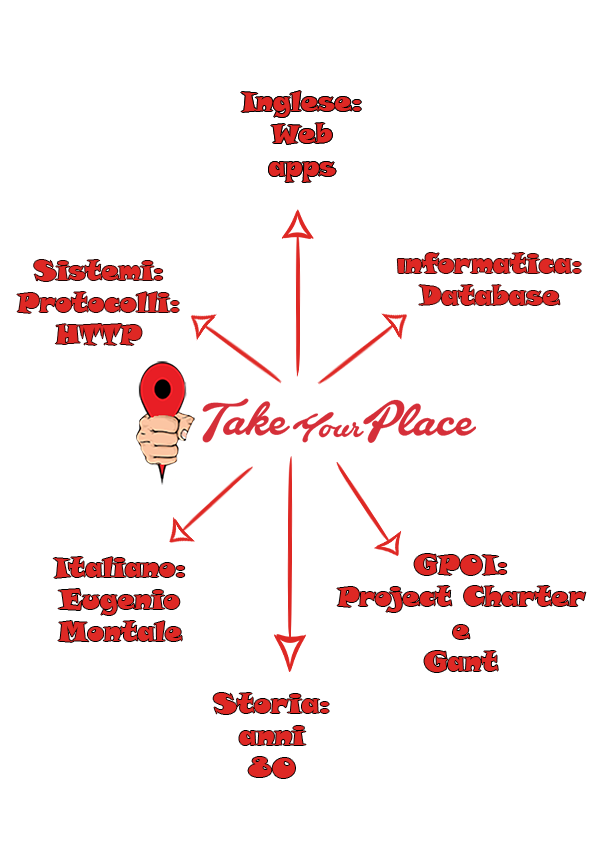 Inglese:
Web
apps
Sistemi:
Protocolli:
HTTP
informatica:
Database
Take Your Place
Italiano:
Eugenio
Montale
GPOI:
Project Charter
e
Gant
Storia:
anni
80